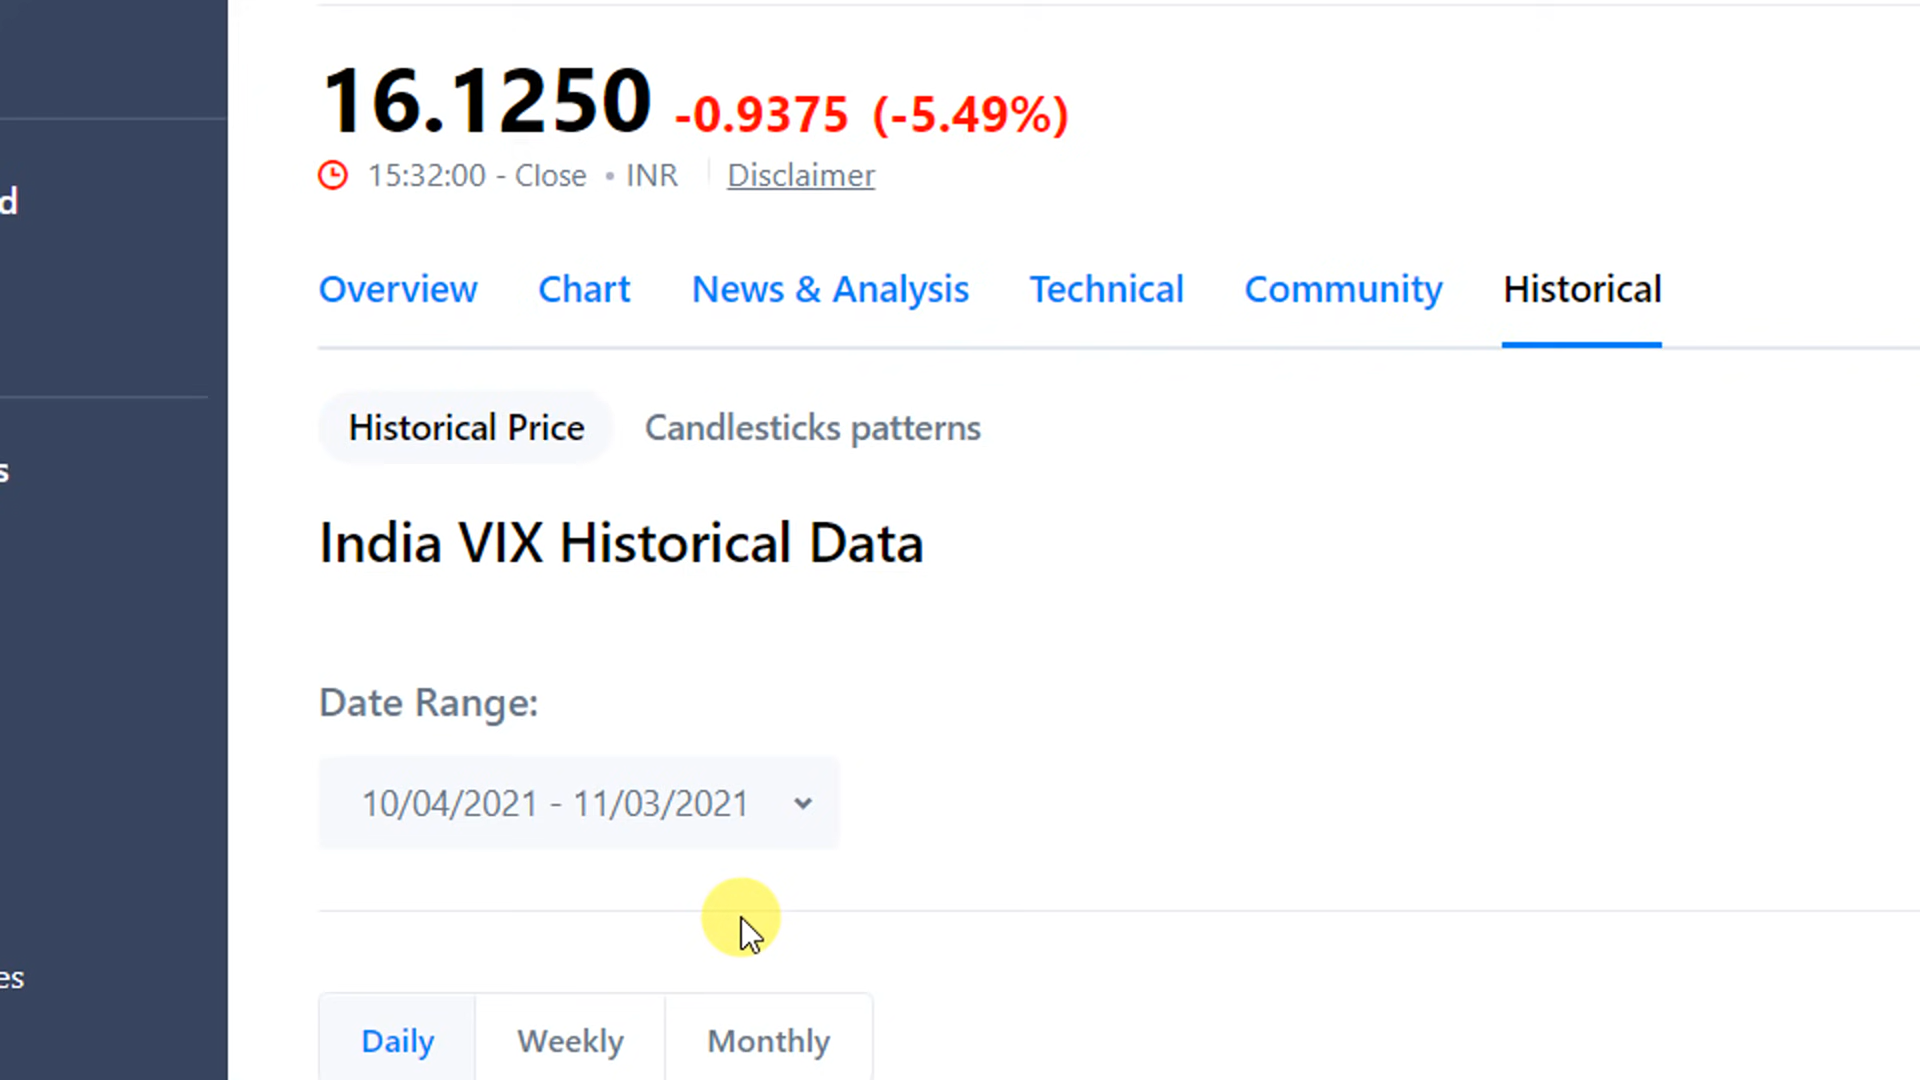 16.1250 -0.9375 (-5.49%)
15:32:00 - Close • INR Disclaimer
d
Overview Chart News & Analysis Technical Community Historical
Historical Price Candlesticks patterns
s
India VIX Historical Data
Date Range:
10/04/2021 - 11/03/2021
es
Daily Weekly Monthly